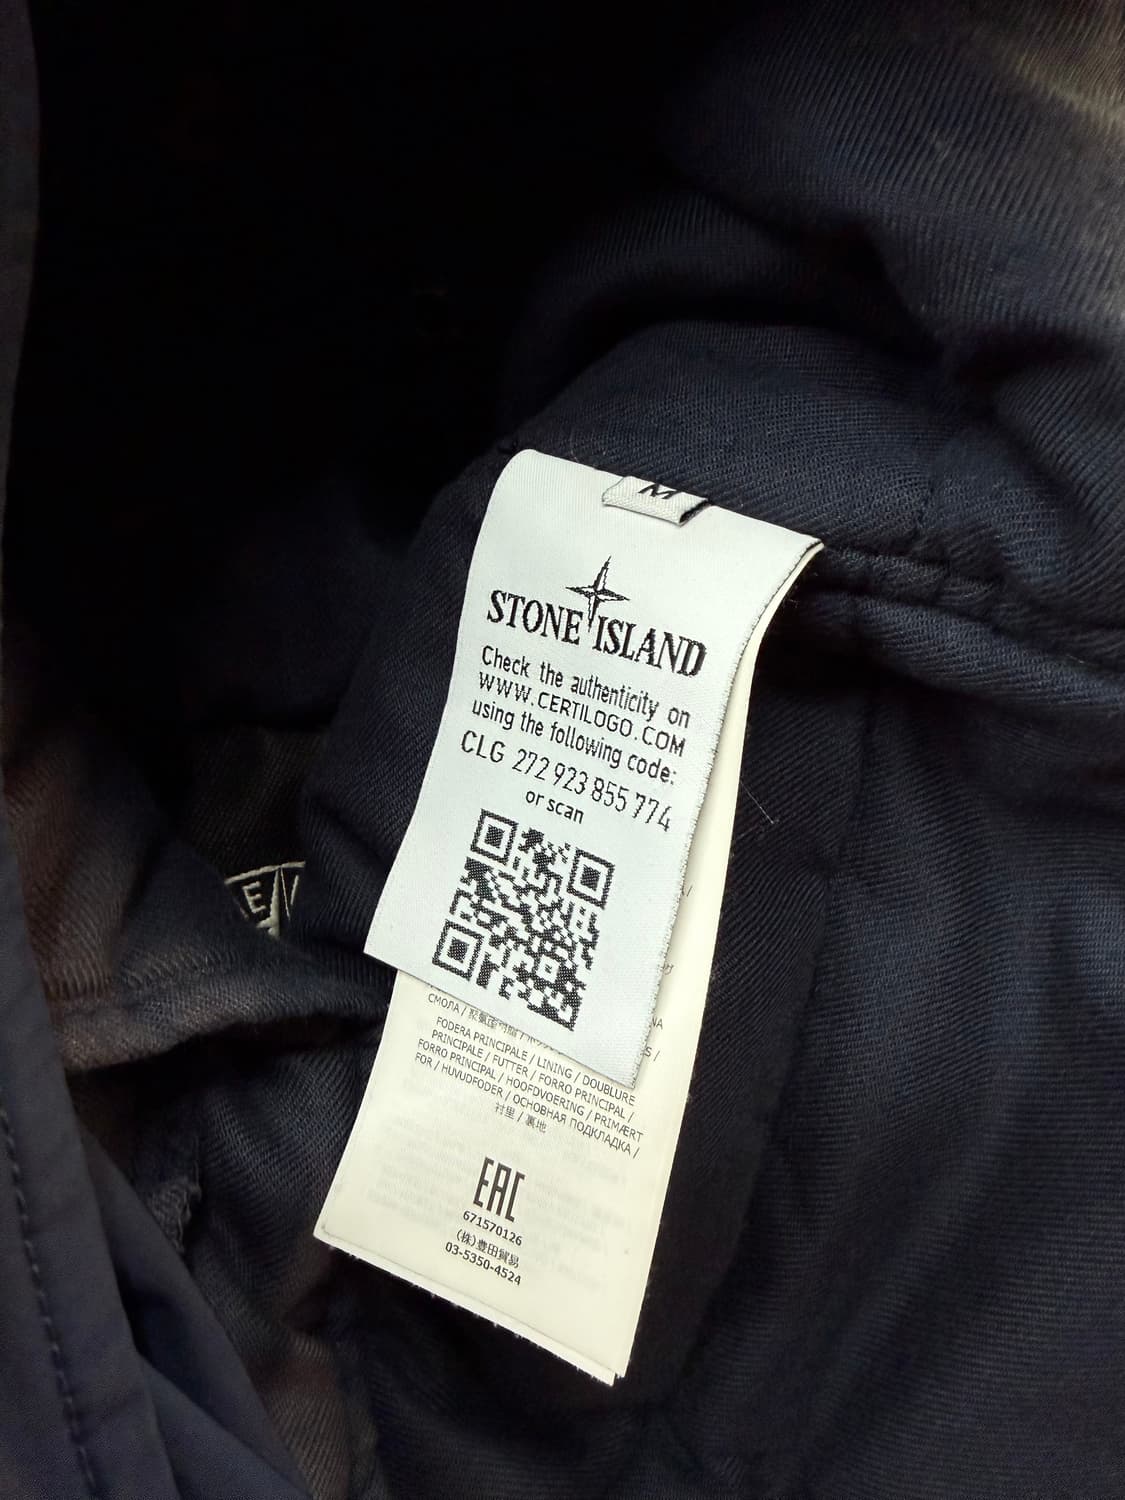 M
STONE ISLAND
Check the authenticity on
WWW.CERTILOGO.COM
using the following code:
CLG 272 923 855 774
or scan
E
СМОЛА /
FODERA PRINCIPALE / LINING / DOUBLURE
PRINCIPALE / FUTTER / FORRO PRINCIPAL /
FORRO PRINCIPAL / HOOFDVOERING / PRIMÆRT
FOR / HUVUDFODER / ОСНОВНАЯ ПОДКЛАДКА /
衬里 / 裏地
EAC
671570126
(株)豊田貿易
03-5350-4524